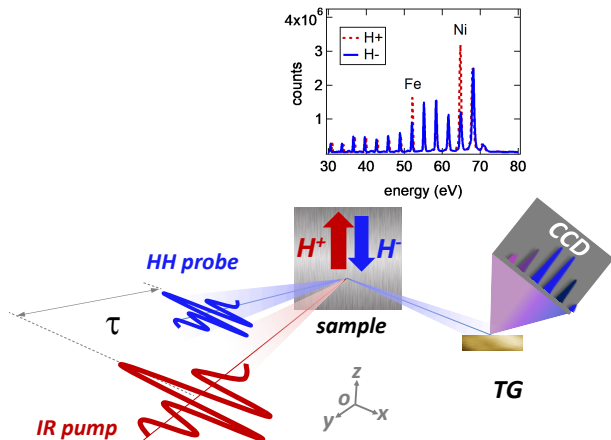 4x10⁶
Ni
H+
H-
Fe
3
2
1
counts
30 40 50 60 70 80
energy (eV)
H⁺ H⁻
CCD
HH probe
sample
τ
TG
z
o
y x
IR pump